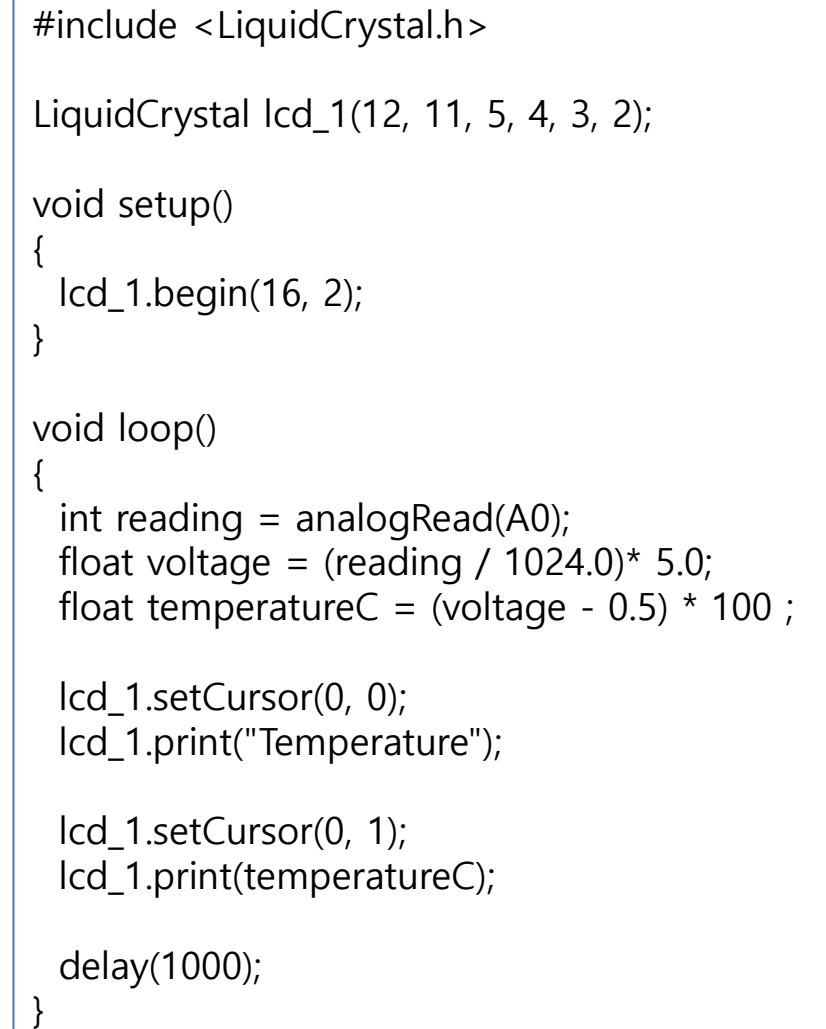 #include <LiquidCrystal.h>
LiquidCrystal lcd_1(12, 11, 5, 4, 3, 2);
void setup()
{
lcd_1.begin(16, 2);
}
void loop()
{
int reading = analogRead(A0);
float voltage = (reading / 1024.0)* 5.0;
float temperatureC = (voltage - 0.5) * 100 ;
lcd_1.setCursor(0, 0);
lcd_1.print("Temperature");
lcd_1.setCursor(0, 1);
lcd_1.print(temperatureC);
delay(1000);
}